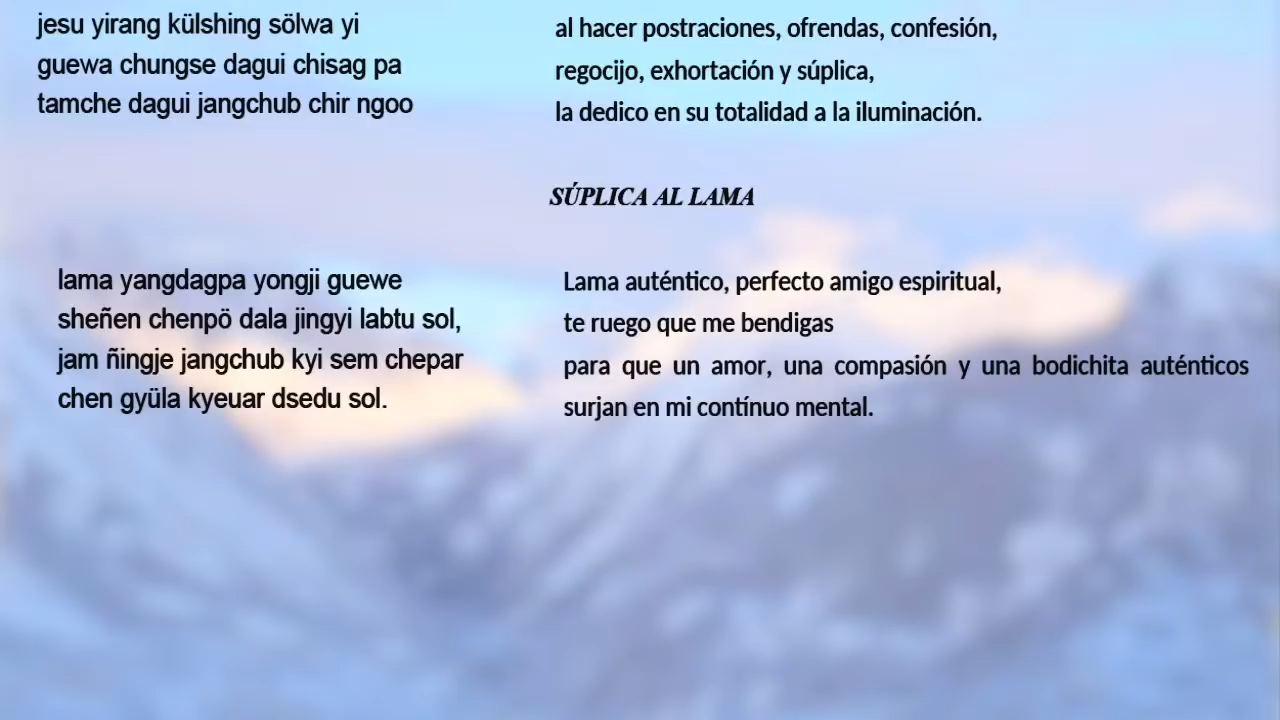 jesu yirang külshing sölwa yi
guewa chungse dagui chisag pa
tamche dagui jangchub chir ngoo
al hacer postraciones, ofrendas, confesión,
regocijo, exhortación y súplica,
la dedico en su totalidad a la iluminación.
SÚPLICA AL LAMA
lama yangdagpa yongji guewe
sheñen chenpö dala jingyi labtu sol,
jam ñingje jangchub kyi sem chepar
chen gyüla kyeuar dsedu sol.
Lama auténtico, perfecto amigo espiritual,
te ruego que me bendigas
para que un amor, una compasión y una bodichita auténticos
surjan en mi contínuo mental.